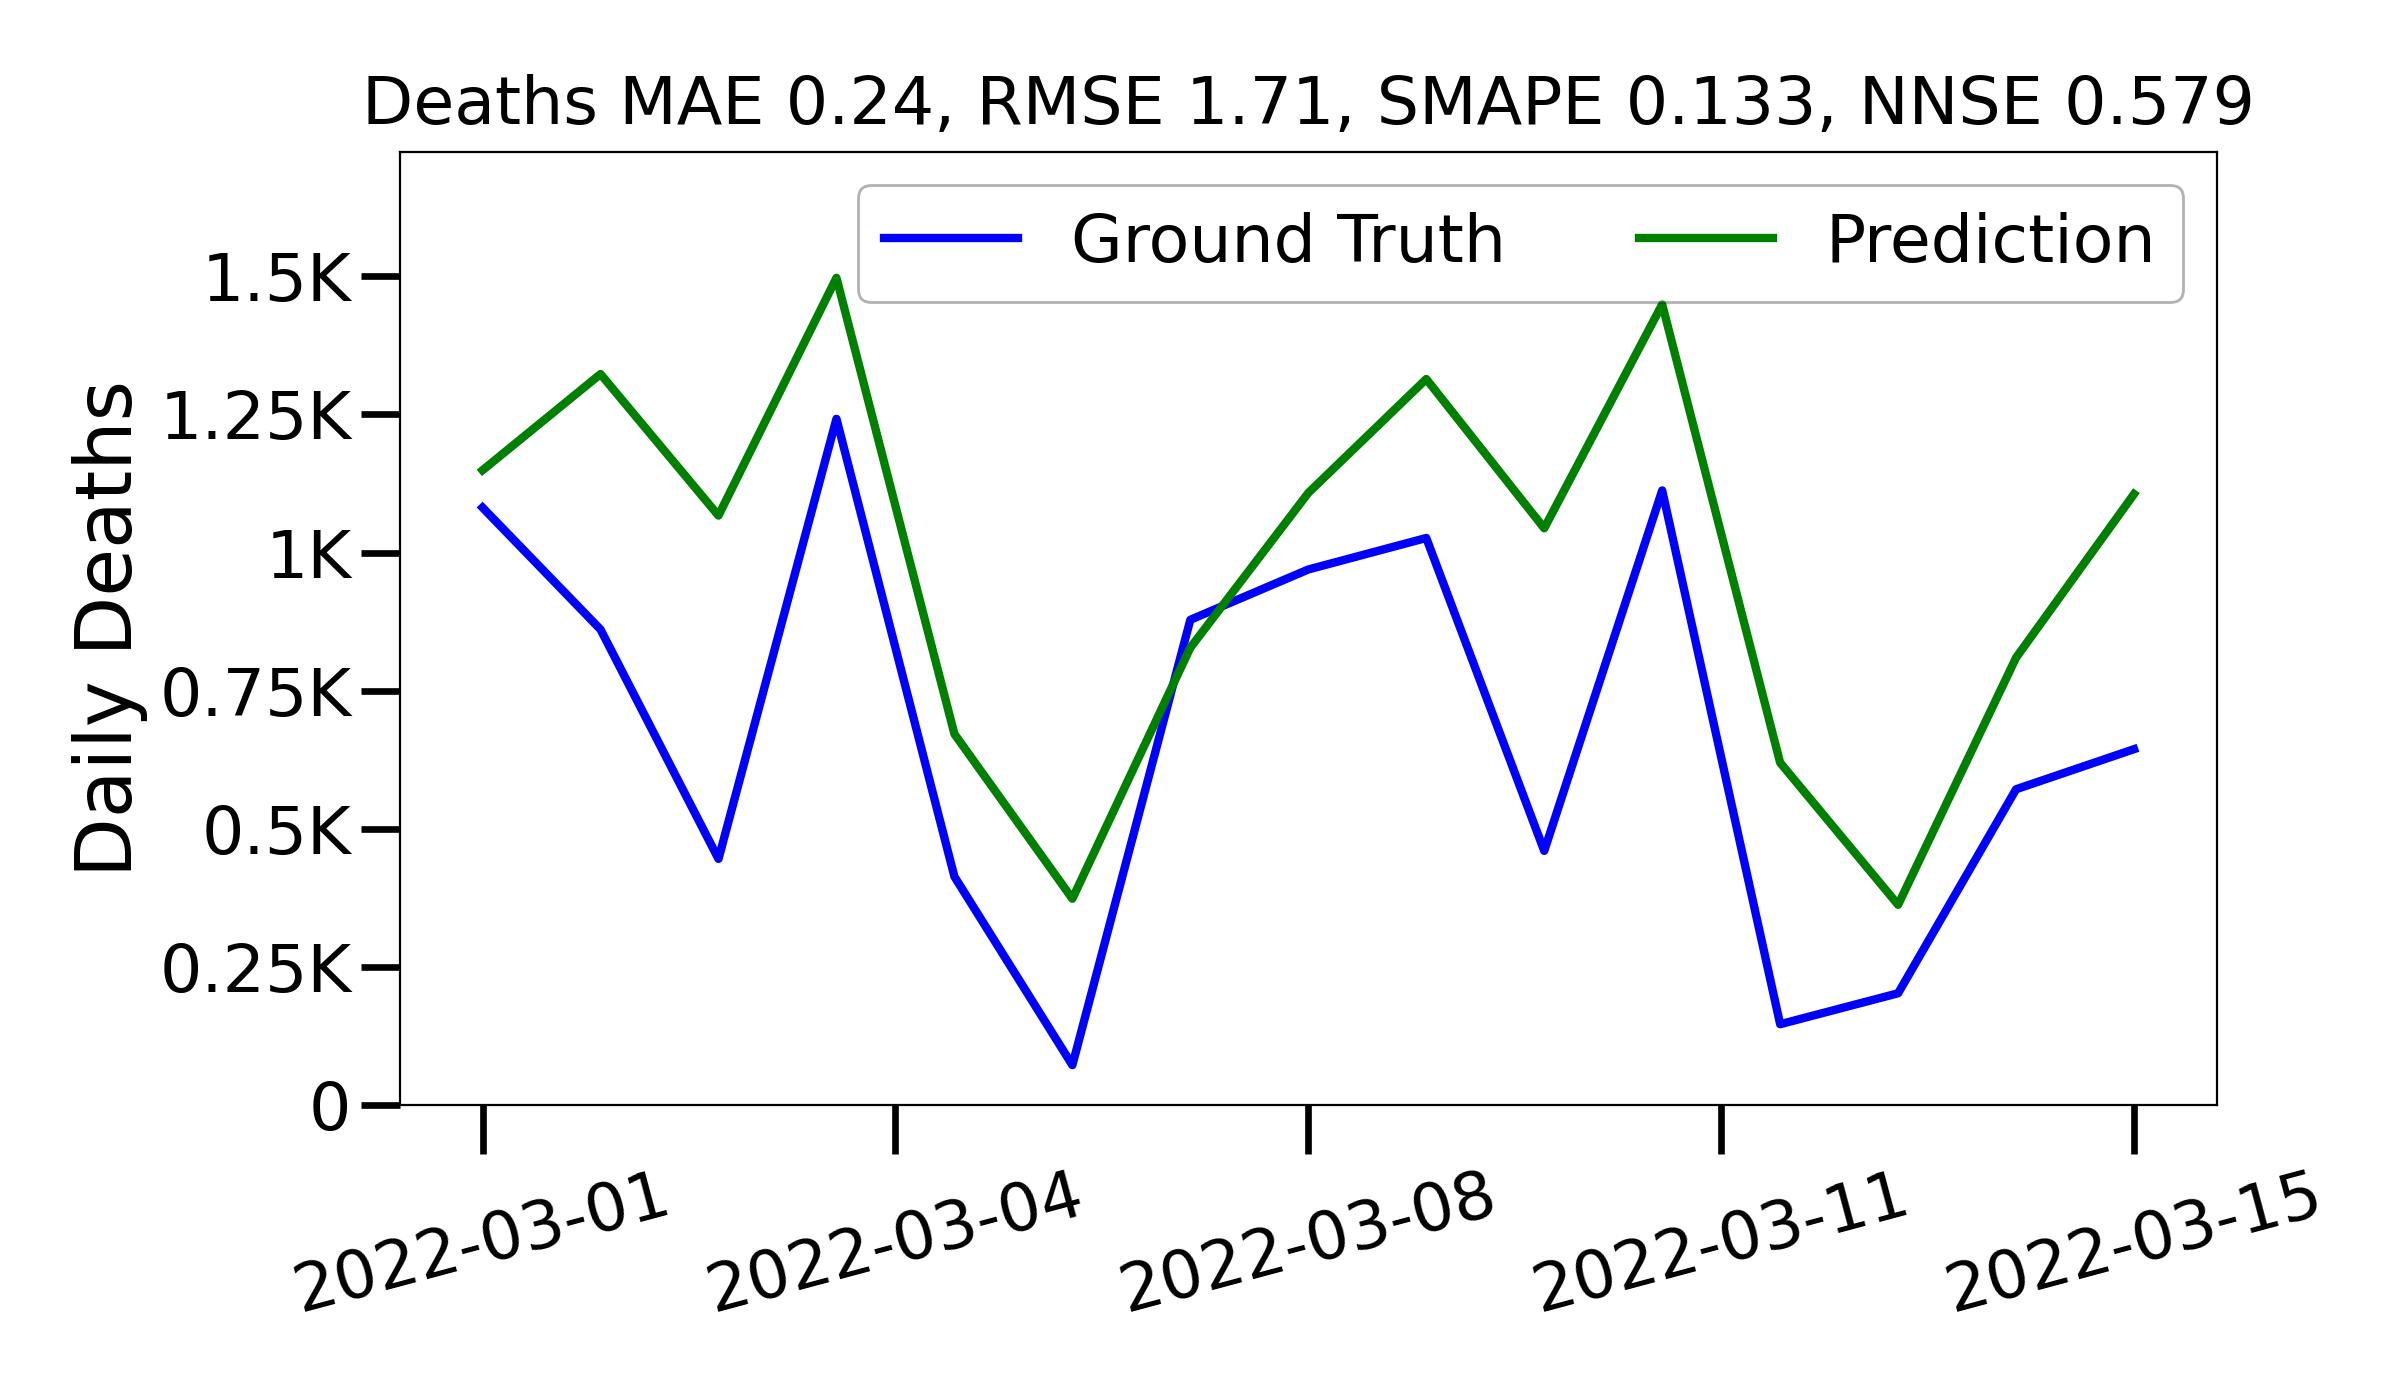 Deaths MAE 0.24, RMSE 1.71, SMAPE 0.133, NNSE 0.579
Ground Truth Prediction
Daily Deaths
1.5K
1.25K
1K
0.75K
0.5K
0.25K
0
2022-03-01 2022-03-04 2022-03-08 2022-03-11 2022-03-15